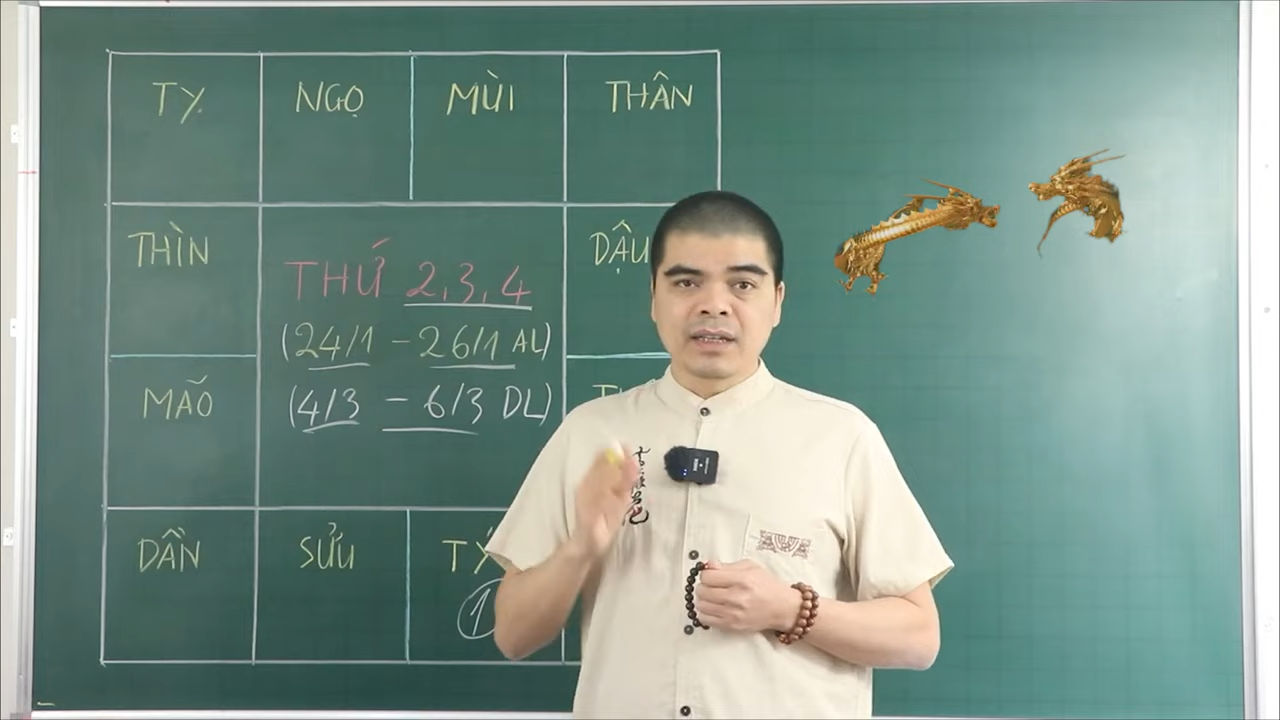 TỴ NGỌ MÙI THÂN
THÌN
DẬU
THỨ 2,3,4
(24/1 - 26/1 AL)
MÃO
(4/3 - 6/3 DL)
DẦN SỬU TÝ
1